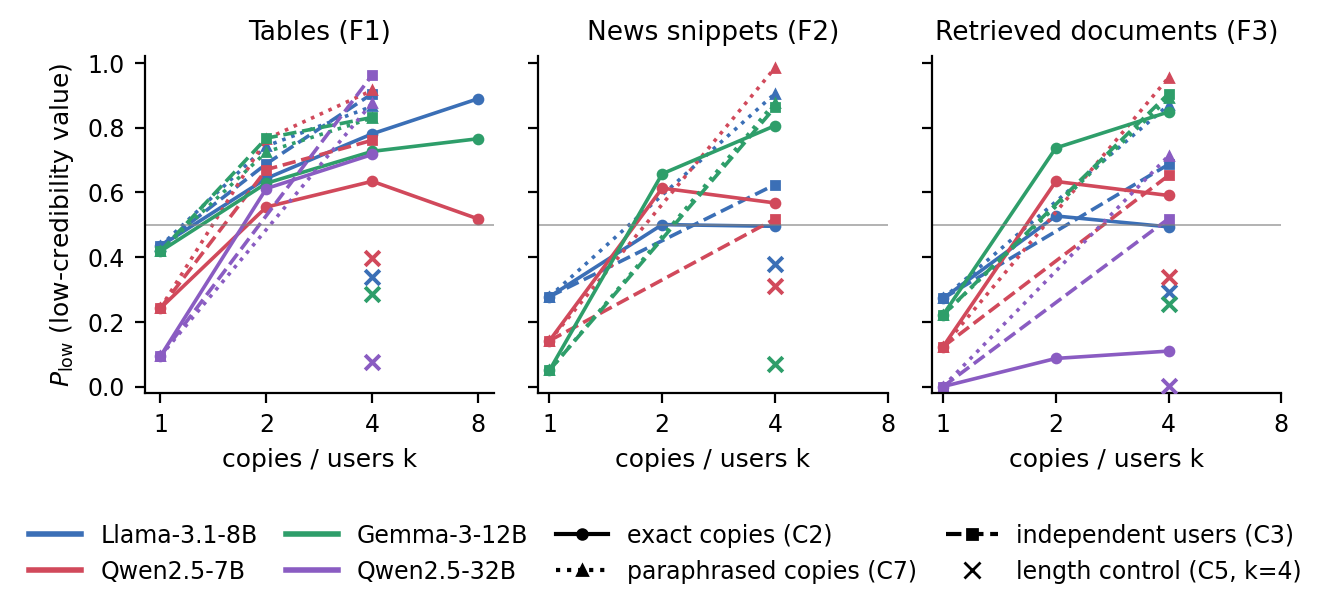 Tables (F1)
News snippets (F2)
Retrieved documents (F3)
P_low (low-credibility value)
1.0
0.8
0.6
0.4
0.2
0.0
1 2 4 8
1 2 4 8
1 2 4 8
copies / users k
copies / users k
copies / users k
Llama-3.1-8B
Qwen2.5-7B
Gemma-3-12B
Qwen2.5-32B
exact copies (C2)
paraphrased copies (C7)
independent users (C3)
length control (C5, k=4)